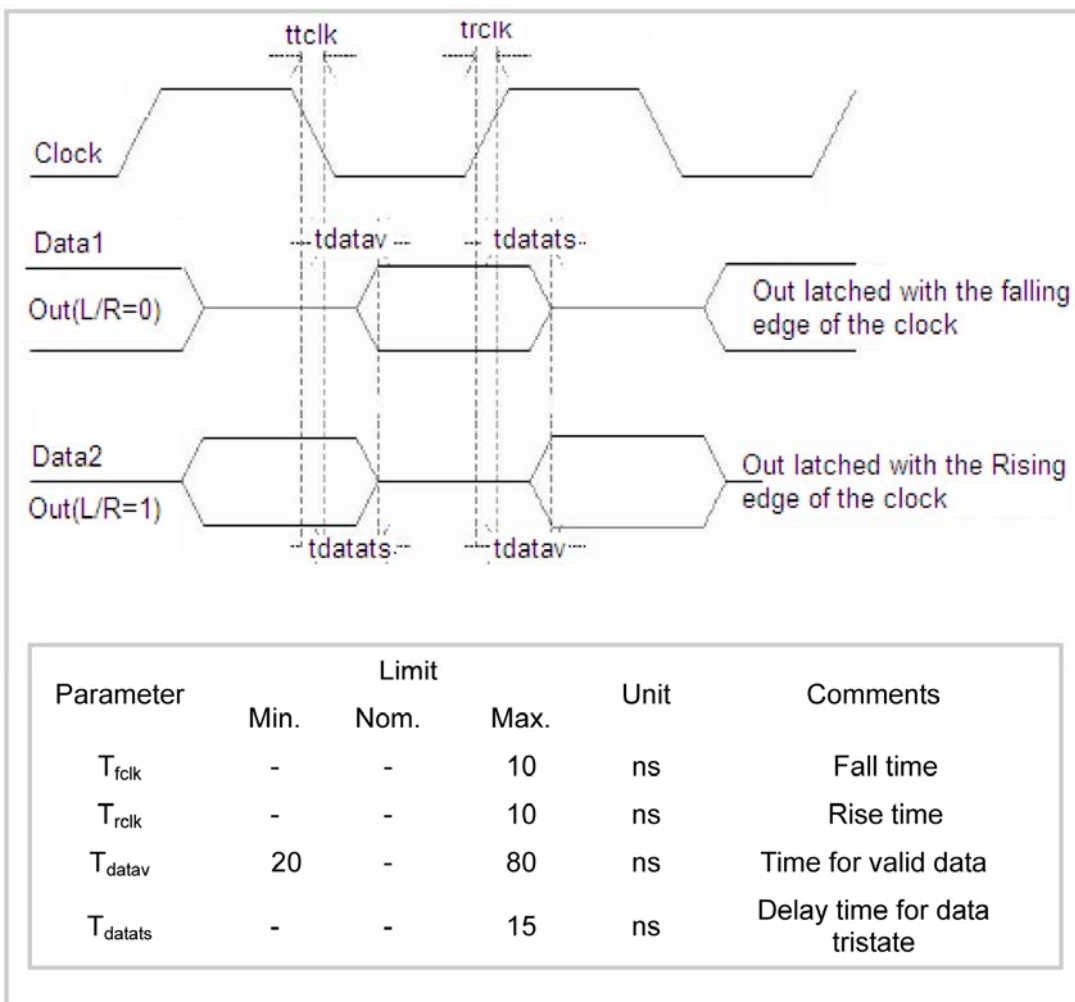 ttclk trclk
Clock
Data1 tdatav tdatats
Out(L/R=0) Out latched with the falling
edge of the clock
Data2
Out(L/R=1) Out latched with the Rising
edge of the clock
tdatats tdatav
Parameter Limit Unit Comments
Min. Nom. Max.
Tfclk - - 10 ns Fall time
Trclk - - 10 ns Rise time
Tdatav 20 - 80 ns Time for valid data
Tdatats - - 15 ns Delay time for data
tristate